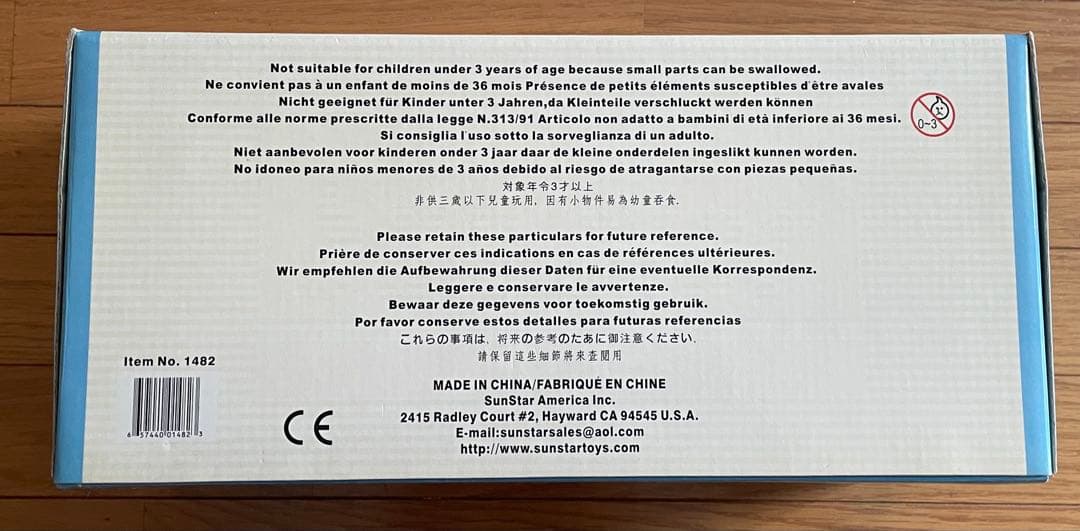 Not suitable for children under 3 years of age because small parts can be swallowed.
Ne convient pas à un enfant de moins de 36 mois Présence de petits éléments susceptibles d'être avales
Nicht geeignet für Kinder unter 3 Jahren,da Kleinteile verschluckt werden können
Conforme alle norme prescritte dalla legge N.313/91 Articolo non adatto a bambini di età inferiore ai 36 mesi.
Si consiglia l'uso sotto la sorveglianza di un adulto.
Niet aanbevolen voor kinderen onder 3 jaar daar de kleine onderdelen ingeslikt kunnen worden.
No idoneo para niños menores de 3 años debido al riesgo de atragantarse con piezas pequeñas.
対象年令3才以上
非供三歲以下兒童玩用, 因有小物件易為幼童吞食.
0-3
Please retain these particulars for future reference.
Prière de conserver ces indications en cas de références ultérieures.
Wir empfehlen die Aufbewahrung dieser Daten für eine eventuelle Korrespondenz.
Leggere e conservare le avvertenze.
Bewaar deze gegevens voor toekomstig gebruik.
Por favor conserve estos detalles para futuras referencias
これらの事項は, 将来の参考のたあに御注意ください.
請保留這些細節將來查閱用
Item No. 1482
6 57440 01482 3
CE
MADE IN CHINA/FABRIQUÉ EN CHINE
SunStar America Inc.
2415 Radley Court #2, Hayward CA 94545 U.S.A.
E-mail:sunstarsales@aol.com
http://www.sunstartoys.com